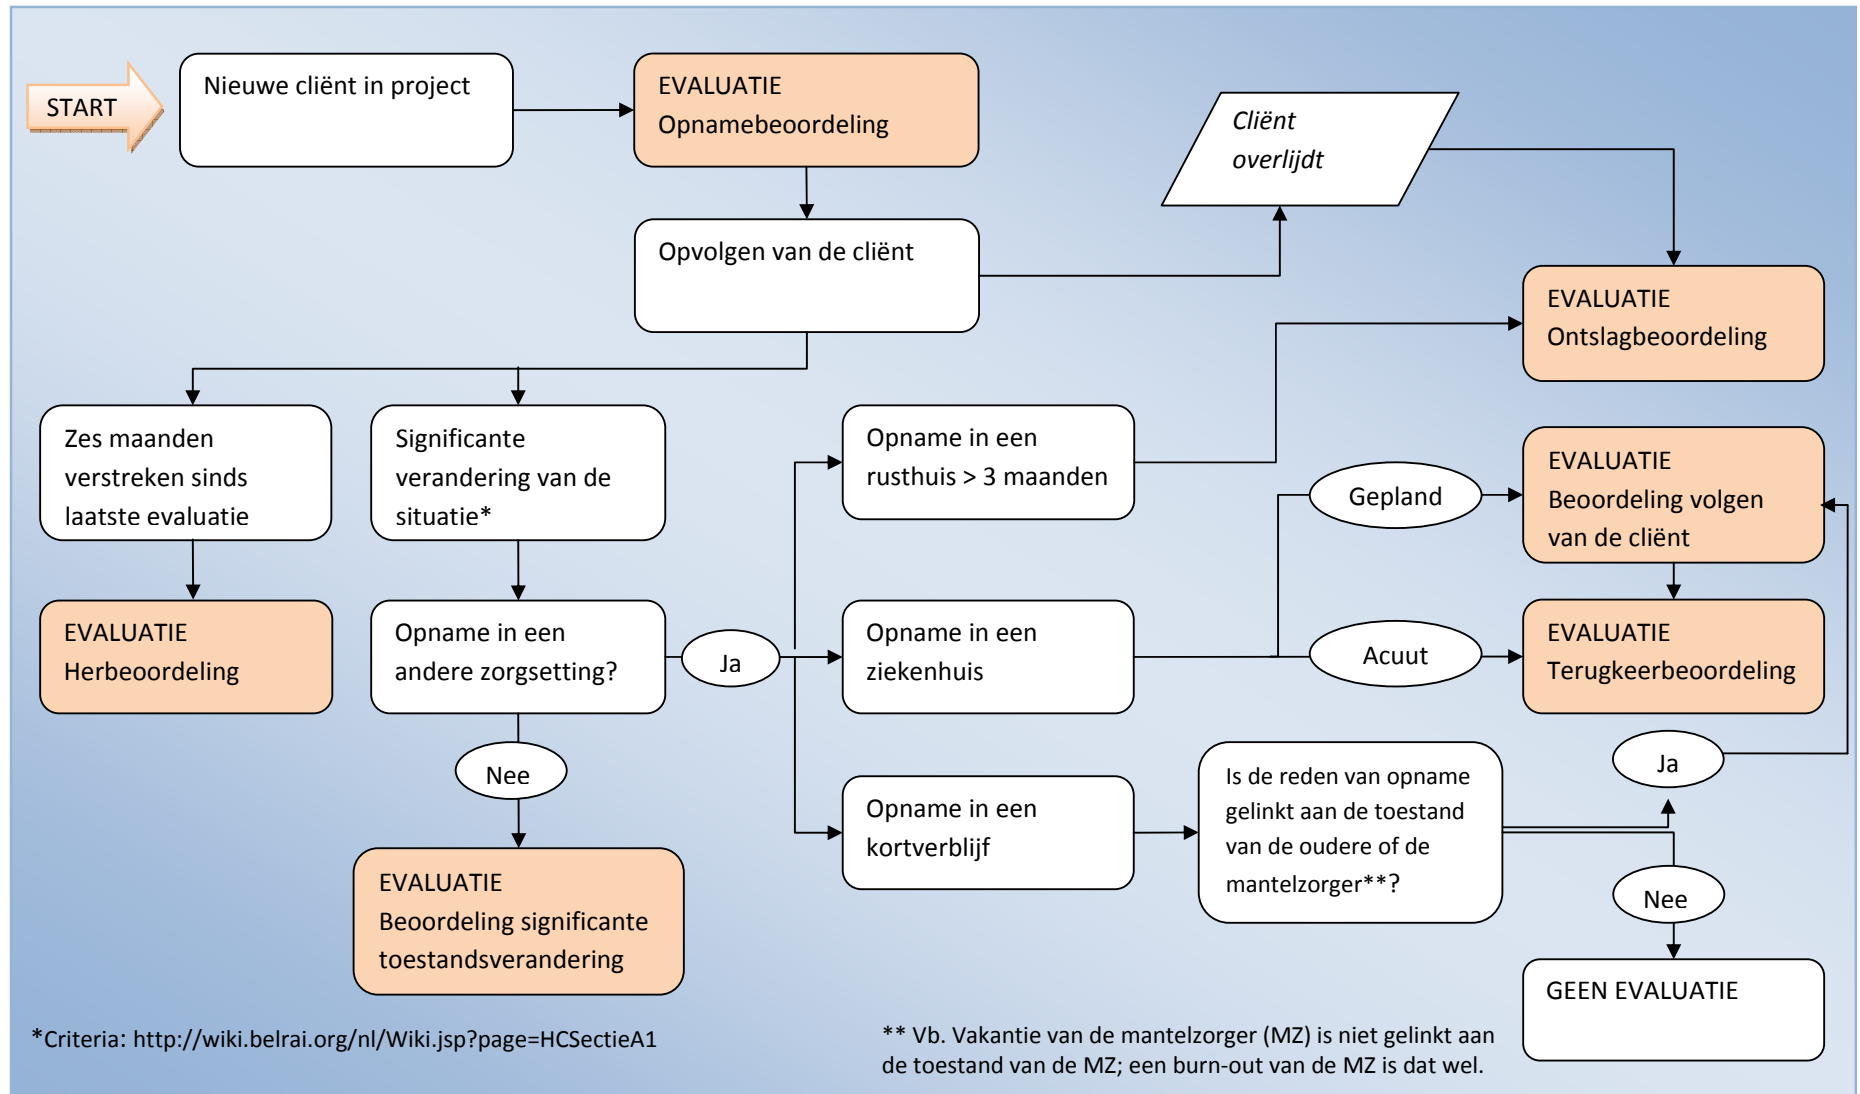 START
Nieuwe cliënt in project
EVALUATIE
Opnamebeoordeling
Cliënt
overlijdt
Opvolgen van de cliënt
EVALUATIE
Ontslagbeoordeling
Zes maanden
verstreken sinds
laatste evaluatie
Significante
verandering van de
situatie*
Opname in een
rusthuis > 3 maanden
Gepland
EVALUATIE
Beoordeling volgen
van de cliënt
EVALUATIE
Herbeoordeling
Opname in een
andere zorgsetting?
Ja
Opname in een
ziekenhuis
Acuut
EVALUATIE
Terugkeerbeoordeling
Nee
Opname in een
kortverblijf
Is de reden van opname
gelinkt aan de toestand
van de oudere of de
mantelzorger**?
Ja
Nee
EVALUATIE
Beoordeling significante
toestandsverandering
GEEN EVALUATIE
*Criteria: http://wiki.belrai.org/nl/Wiki.jsp?page=HCSectieA1
** Vb. Vakantie van de mantelzorger (MZ) is niet gelinkt aan
de toestand van de MZ; een burn-out van de MZ is dat wel.